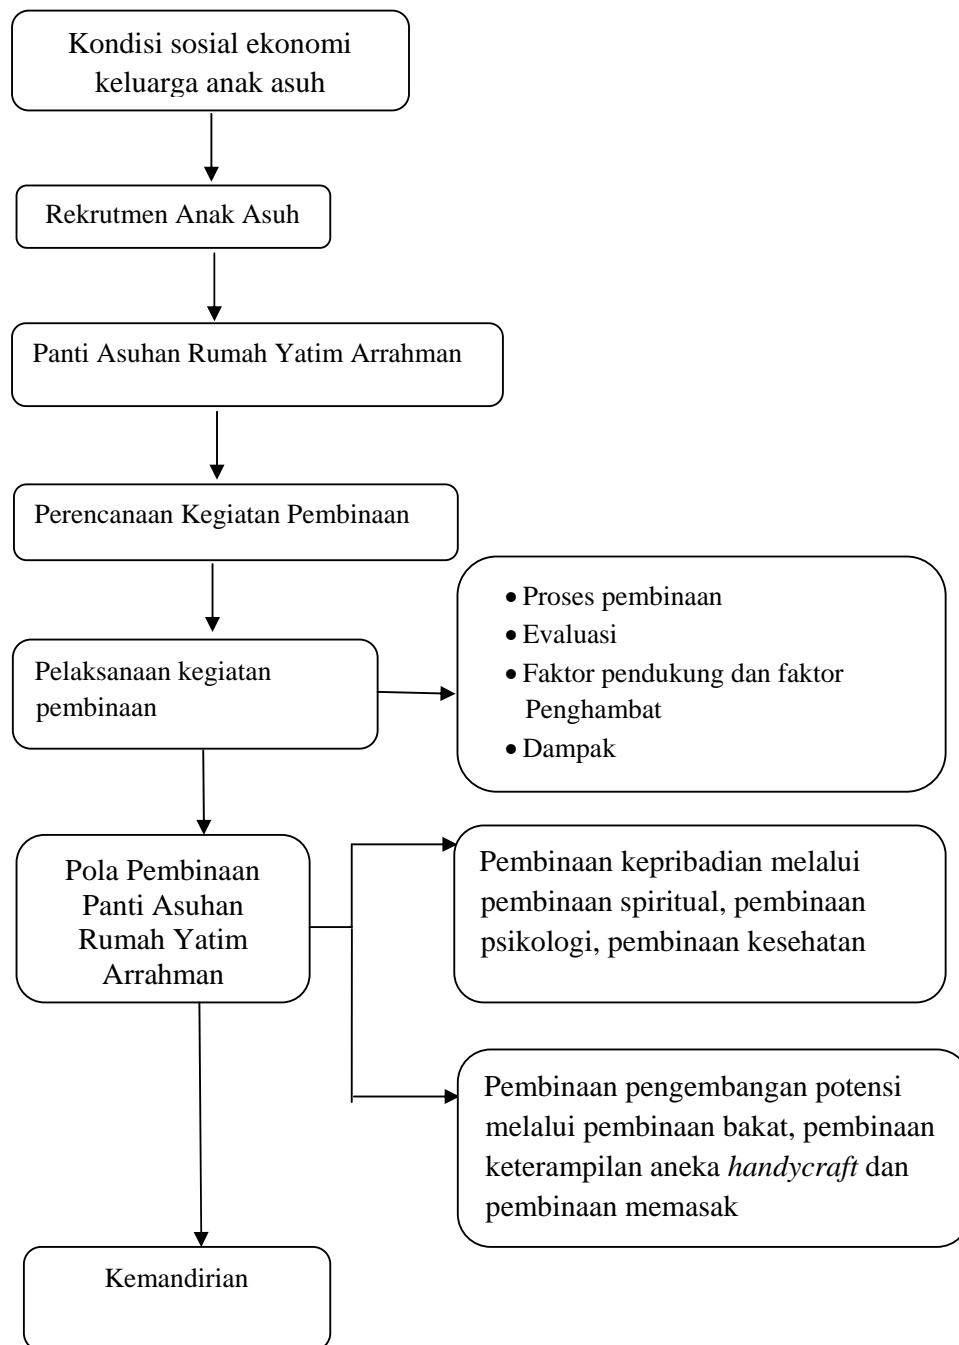 Kondisi sosial ekonomi
keluarga anak asuh
Rekrutmen Anak Asuh
Panti Asuhan Rumah Yatim Arrahman
Perencanaan Kegiatan Pembinaan
Pelaksanaan kegiatan
pembinaan
• Proses pembinaan
• Evaluasi
• Faktor pendukung dan faktor
Penghambat
• Dampak
Pola Pembinaan
Panti Asuhan
Rumah Yatim
Arrahman
Pembinaan kepribadian melalui
pembinaan spiritual, pembinaan
psikologi, pembinaan kesehatan
Pembinaan pengembangan potensi
melalui pembinaan bakat, pembinaan
keterampilan aneka handycraft dan
pembinaan memasak
Kemandirian